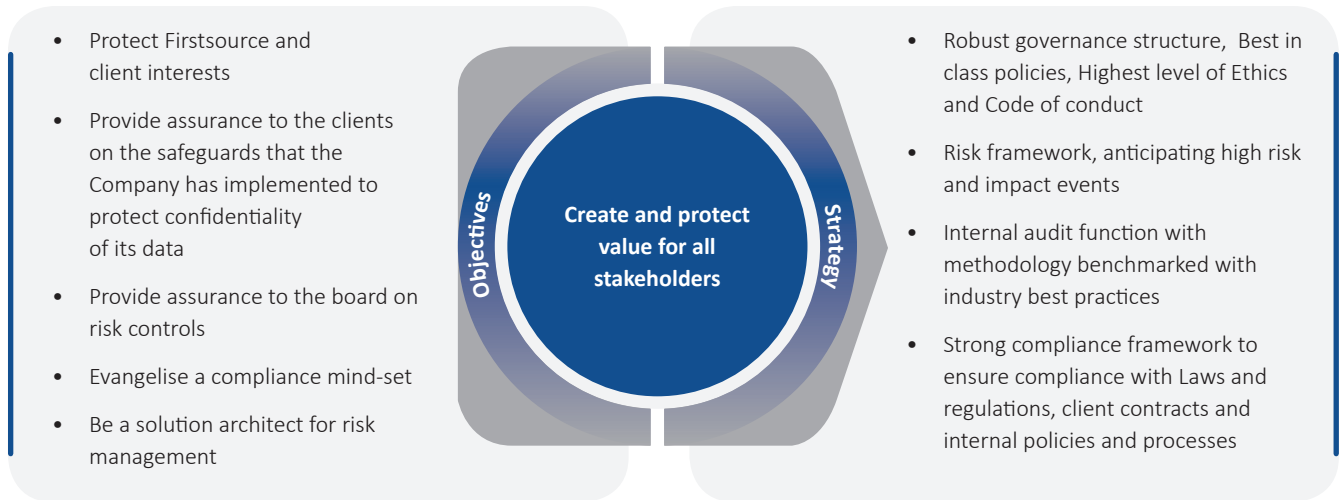 • Protect Firstsource and
client interests
• Provide assurance to the clients
on the safeguards that the
Company has implemented to
protect confidentiality
of its data
• Provide assurance to the board on
risk controls
• Evangelise a compliance mind-set
• Be a solution architect for risk
management
Objectives
Create and protect
value for all
stakeholders
Strategy
• Robust governance structure,  Best in
class policies, Highest level of Ethics
and Code of conduct
• Risk framework, anticipating high risk
and impact events
• Internal audit function with
methodology benchmarked with
industry best practices
• Strong compliance framework to
ensure compliance with Laws and
regulations, client contracts and
internal policies and processes